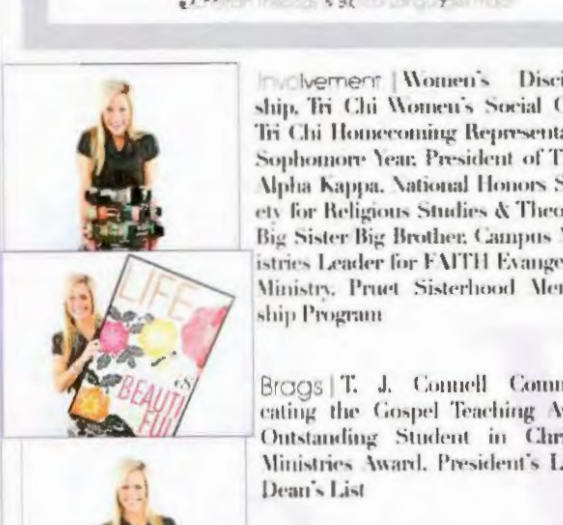 Involvement | Women's Disci
ship, Tri Chi Women's Social C
Tri Chi Homecoming Representa
Sophomore Year, President of T
Alpha Kappa, National Honors S
ety for Religious Studies & Theo
Big Sister Big Brother, Campus
istries Leader for FAITH Evange
Ministry, Pruet Sisterhood Men
ship Program
LIFE
iS
BEAUTI
FUL
Brags | T. J. Connell Comm
cating the Gospel Teaching A
Outstanding Student in Chri
Ministries Award, President's L
Dean's List